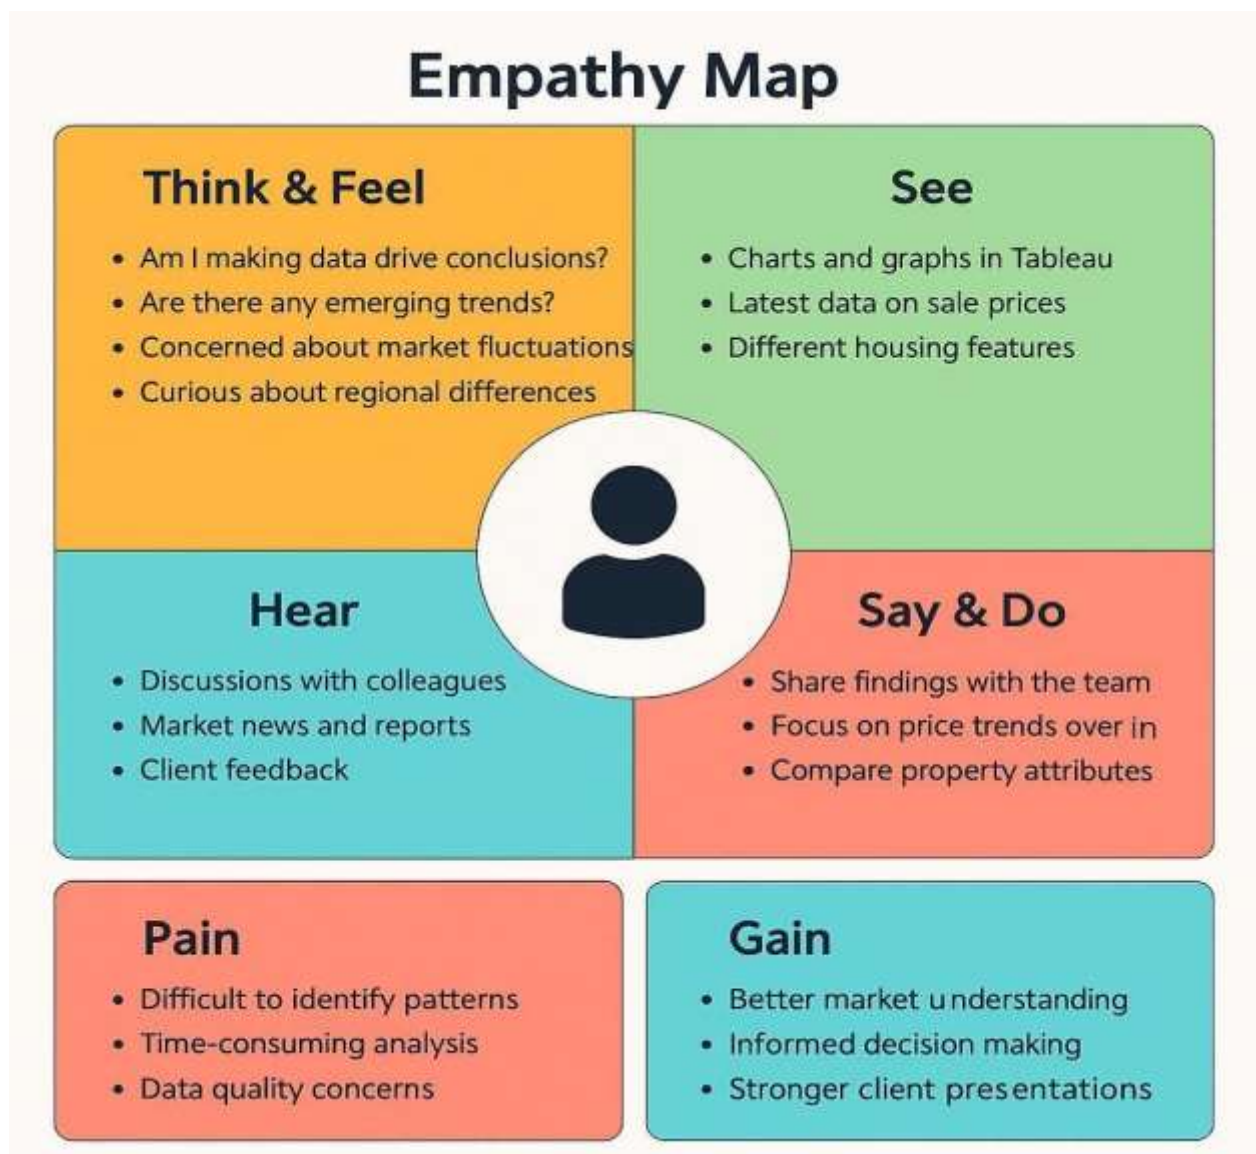 Empathy Map
Think & Feel
• Am I making data drive conclusions?
• Are there any emerging trends?
• Concerned about market fluctuations
• Curious about regional differences
See
• Charts and graphs in Tableau
• Latest data on sale prices
• Different housing features
Hear
• Discussions with colleagues
• Market news and reports
• Client feedback
Say & Do
• Share findings with the team
• Focus on price trends over in
• Compare property attributes
Pain
• Difficult to identify patterns
• Time-consuming analysis
• Data quality concerns
Gain
• Better market understanding
• Informed decision making
• Stronger client presentations